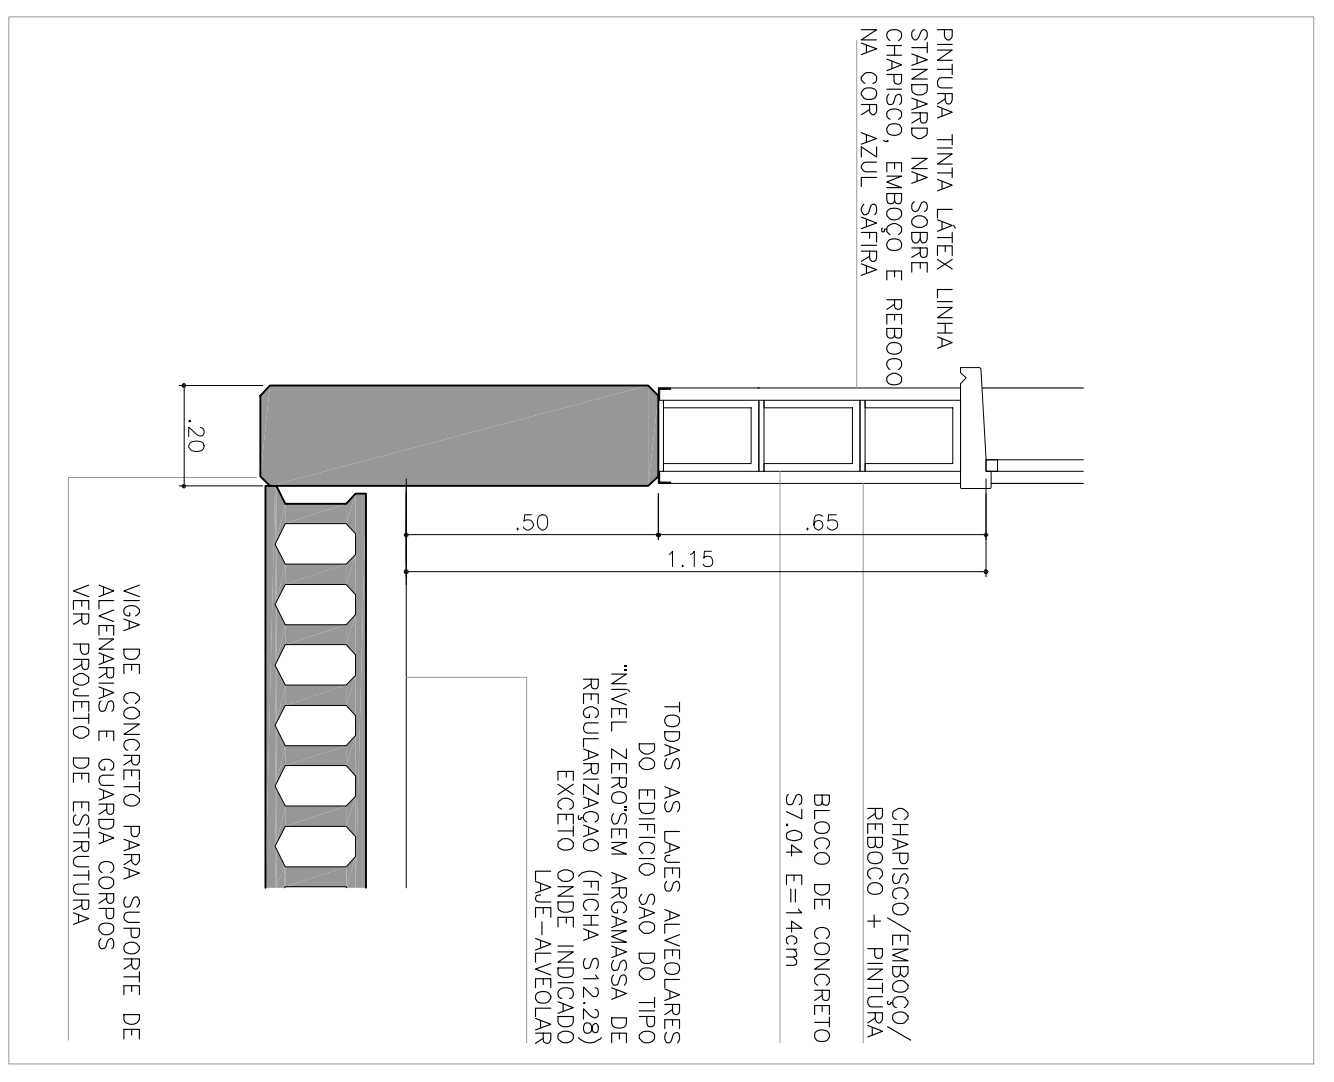 PINTURA TINTA LÁTEX LINHA
STANDARD NA SOBRE
CHAPISCO, EMBOÇO E REBOCO
NA COR AZUL SAFIRA
CHAPISCO/EMBOÇO/
REBOCO + PINTURA
BLOCO DE CONCRETO
S7.04 E=14cm
.65
.50
1.15
TODAS AS LAJES ALVEOLARES
DO EDIFICIO SAO DO TIPO
"NÍVEL ZERO"SEM ARGAMASSA DE
REGULARIZAÇAO (FICHA S12.28)
EXCETO ONDE INDICADO
LAJE-ALVEOLAR
.20
VIGA DE CONCRETO PARA SUPORTE DE
ALVENARIAS E GUARDA CORPOS
VER PROJETO DE ESTRUTURA